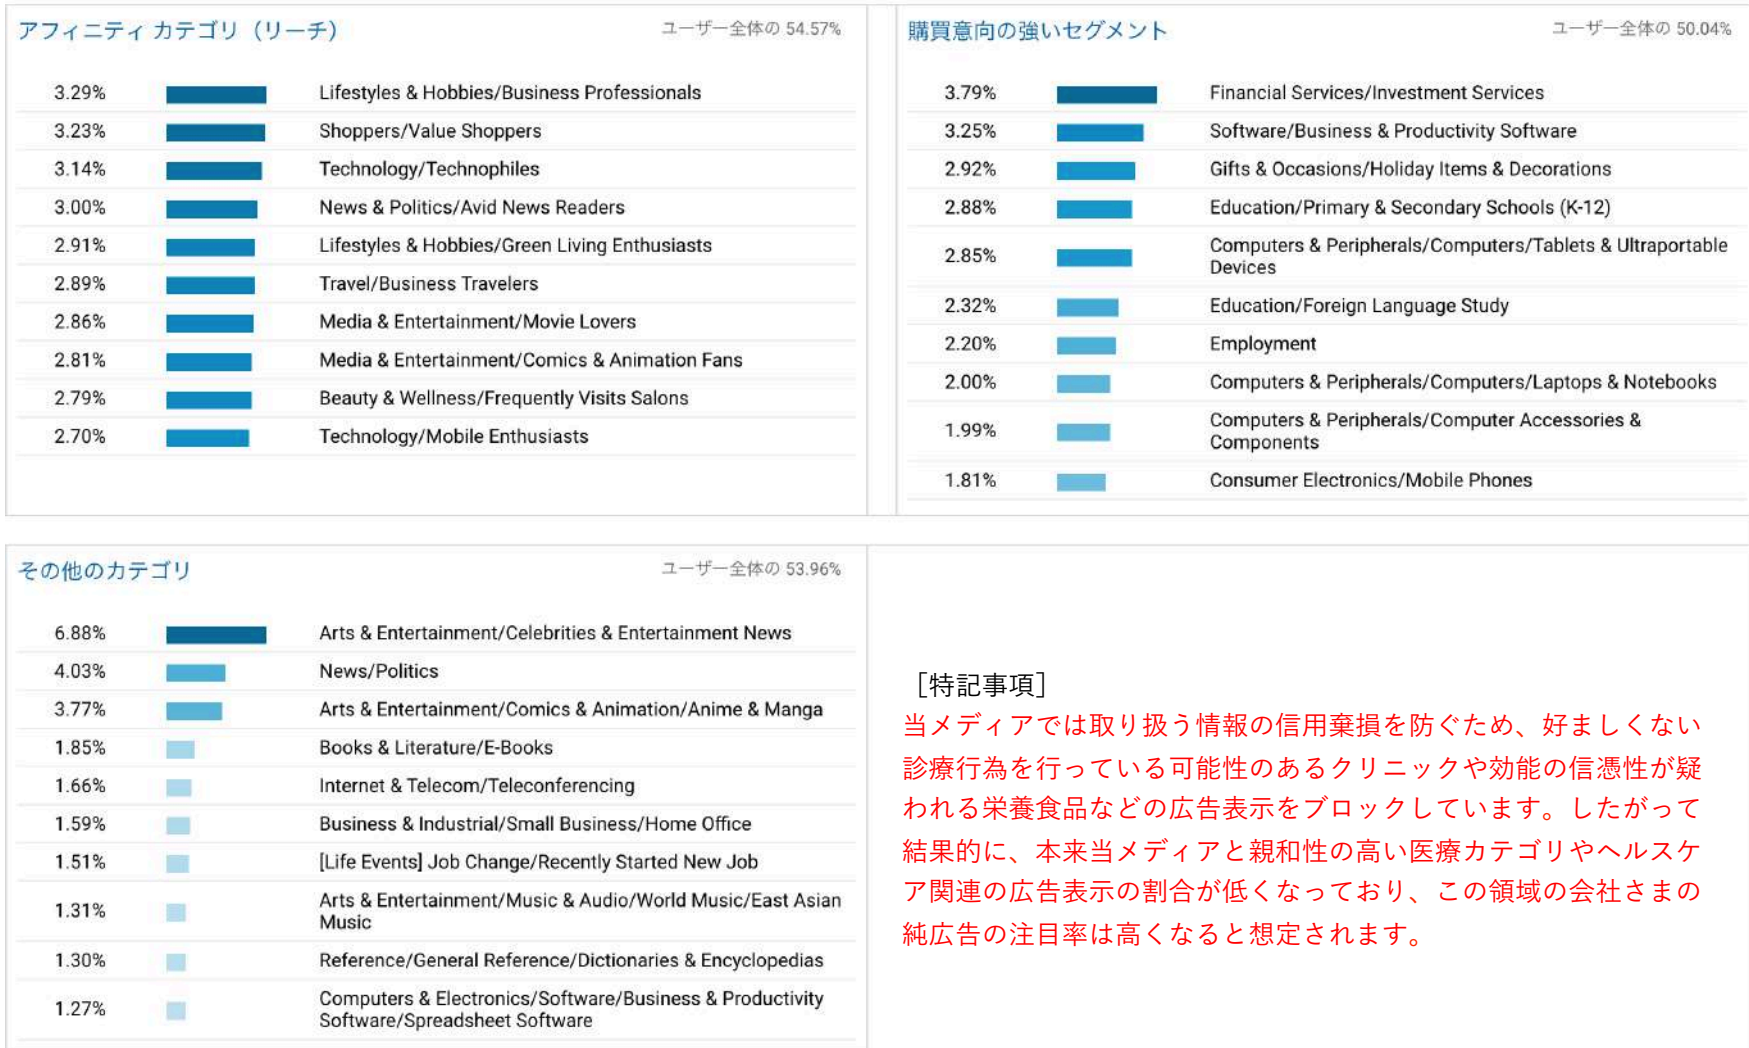 アフィニティ カテゴリ（リーチ）
ユーザー全体の 54.57%
3.29% Lifestyles & Hobbies/Business Professionals
3.23% Shoppers/Value Shoppers
3.14% Technology/Technophiles
3.00% News & Politics/Avid News Readers
2.91% Lifestyles & Hobbies/Green Living Enthusiasts
2.89% Travel/Business Travelers
2.86% Media & Entertainment/Movie Lovers
2.81% Media & Entertainment/Comics & Animation Fans
2.79% Beauty & Wellness/Frequently Visits Salons
2.70% Technology/Mobile Enthusiasts
購買意向の強いセグメント
ユーザー全体の 50.04%
3.79% Financial Services/Investment Services
3.25% Software/Business & Productivity Software
2.92% Gifts & Occasions/Holiday Items & Decorations
2.88% Education/Primary & Secondary Schools (K-12)
2.85% Computers & Peripherals/Computers/Tablets & Ultraportable
Devices
2.32% Education/Foreign Language Study
2.20% Employment
2.00% Computers & Peripherals/Computers/Laptops & Notebooks
1.99% Computers & Peripherals/Computer Accessories &
Components
1.81% Consumer Electronics/Mobile Phones
その他のカテゴリ
ユーザー全体の 53.96%
6.88% Arts & Entertainment/Celebrities & Entertainment News
4.03% News/Politics
3.77% Arts & Entertainment/Comics & Animation/Anime & Manga
1.85% Books & Literature/E-Books
1.66% Internet & Telecom/Teleconferencing
1.59% Business & Industrial/Small Business/Home Office
1.51% [Life Events] Job Change/Recently Started New Job
1.31% Arts & Entertainment/Music & Audio/World Music/East Asian
Music
1.30% Reference/General Reference/Dictionaries & Encyclopedias
1.27% Computers & Electronics/Software/Business & Productivity
Software/Spreadsheet Software
［特記事項］
当メディアでは取り扱う情報の信用棄損を防ぐため、好ましくない
診療行為を行っている可能性のあるクリニックや効能の信憑性が疑
われる栄養食品などの広告表示をブロックしています。したがって
結果的に、本来当メディアと親和性の高い医療カテゴリやヘルスケ
ア関連の広告表示の割合が低くなっており、この領域の会社さまの
純広告の注目率は高くなると想定されます。